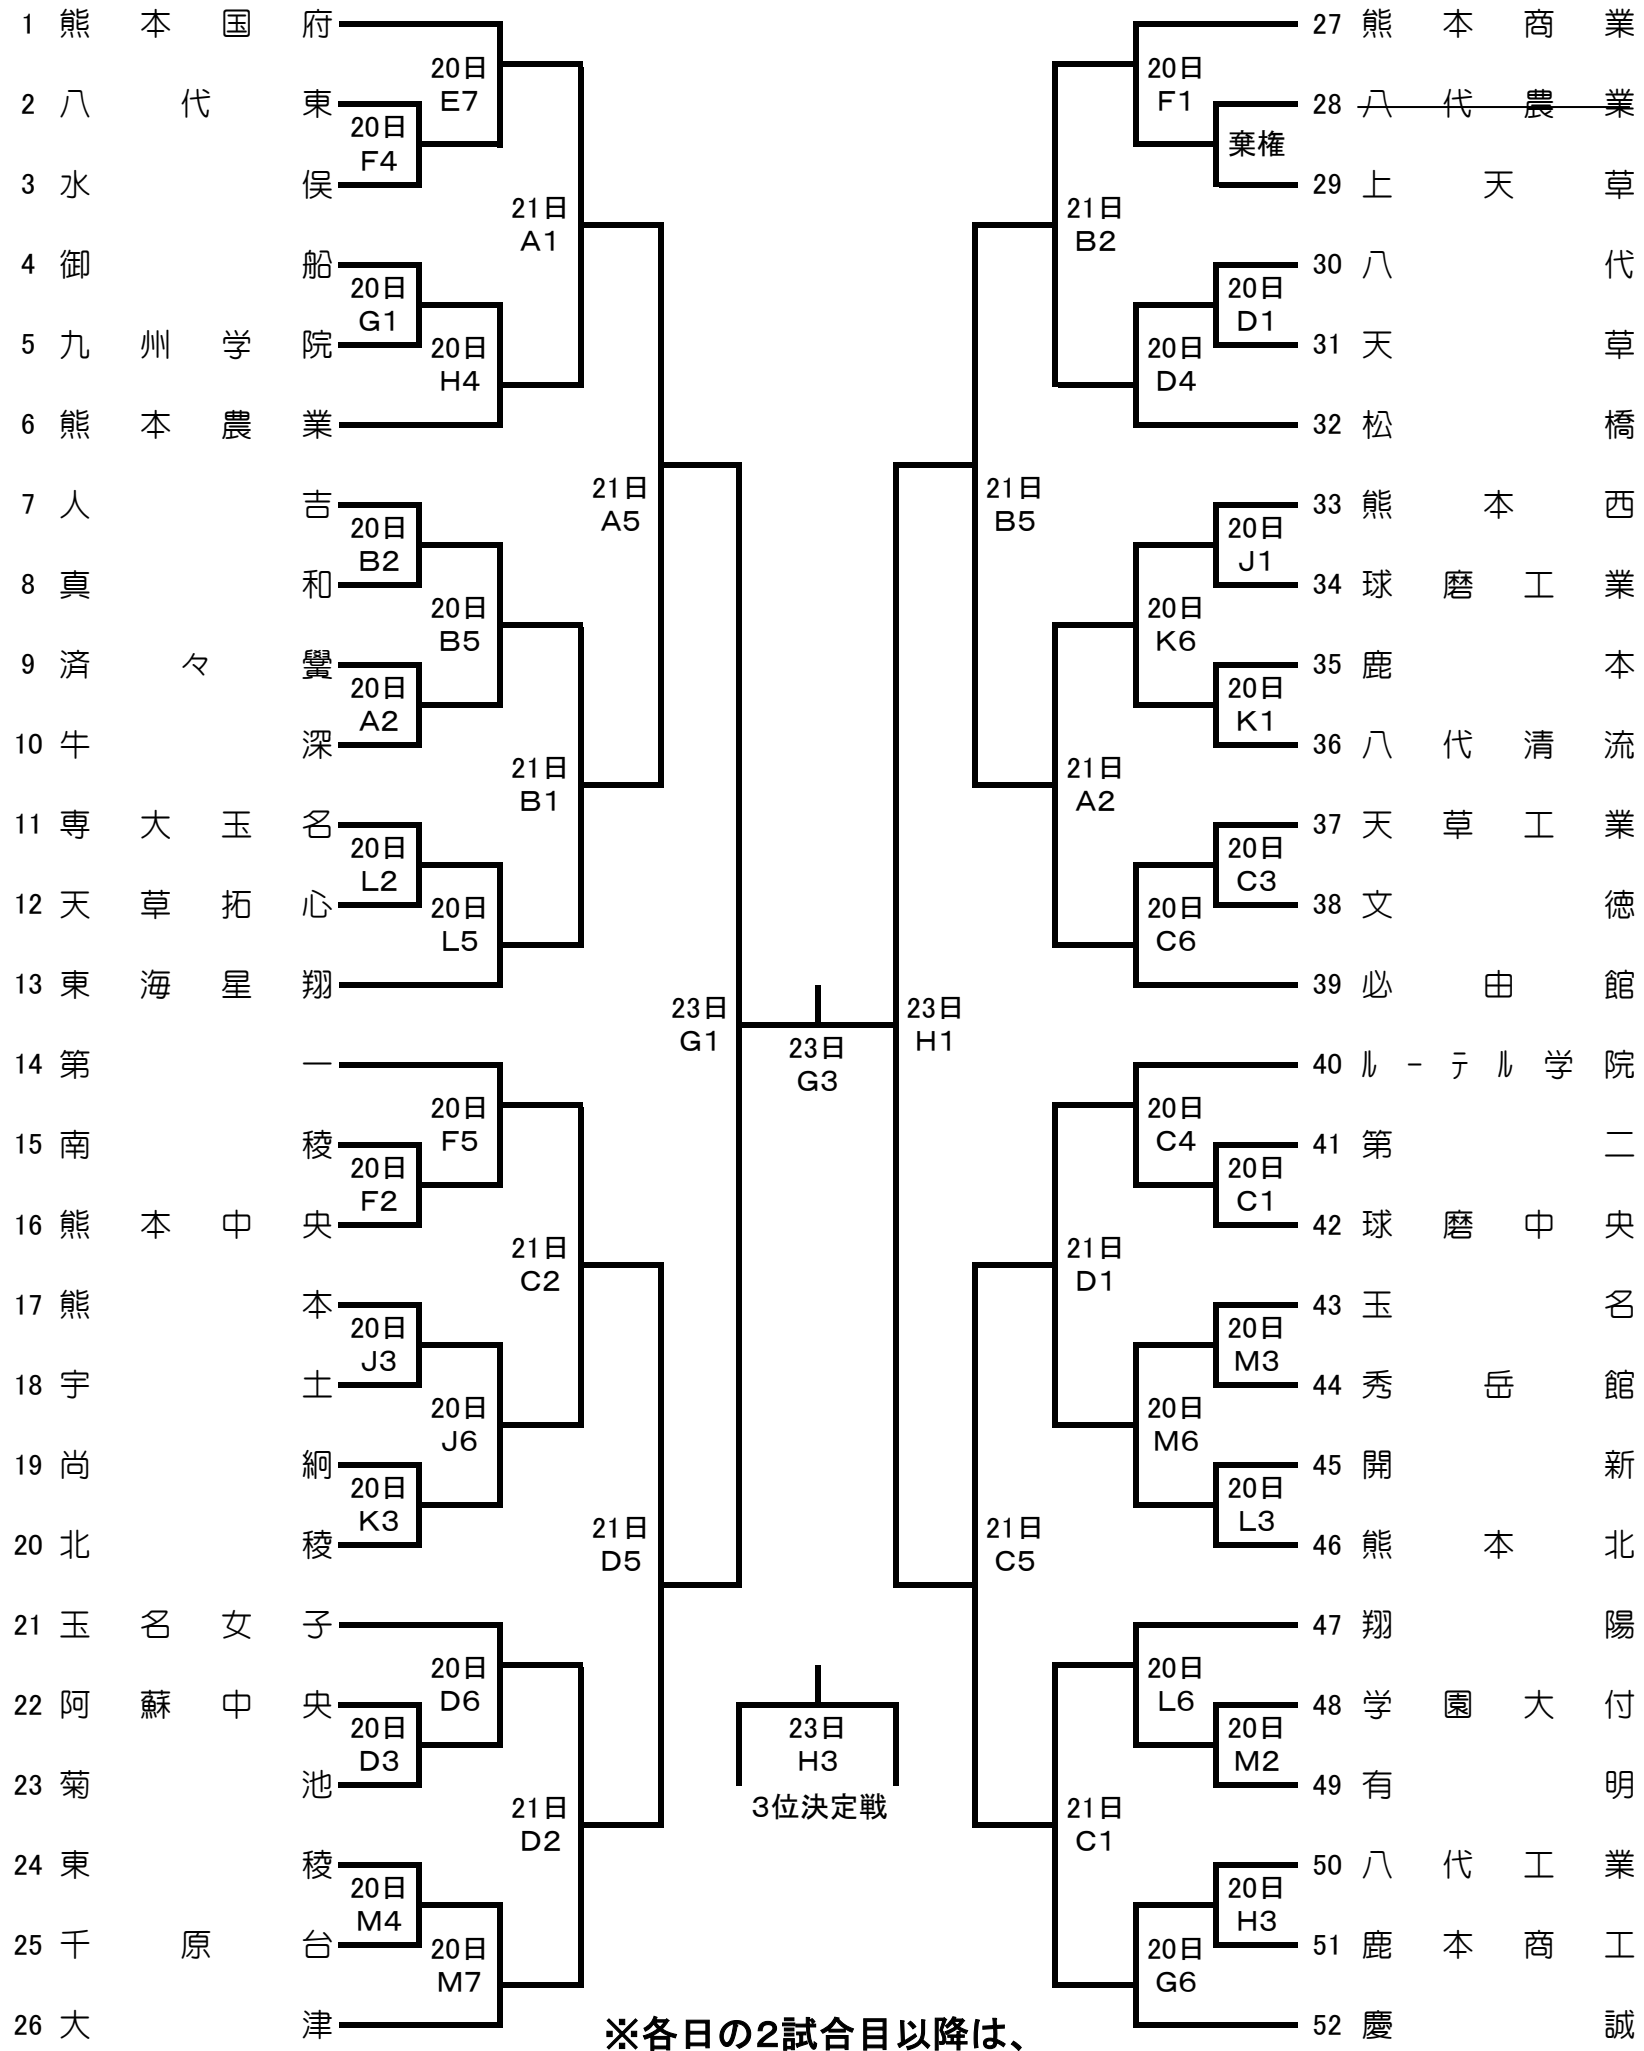 1 熊本国府
20日
E7
2 八代東
20日
F4
3 水俣
21日
A1
4 御船
20日
G1
5 九州学院
20日
H4
6 熊本農業
21日
A5
7 人吉
20日
B2
8 真和
20日
B5
9 済々黌
20日
A2
10 牛深
21日
B1
11 専大玉名
20日
L2
12 天草拓心
20日
L5
13 東海星翔
23日
G1
14 第一
20日
F5
15 南稜
20日
F2
16 熊本中央
21日
C2
17 熊本
20日
J3
18 宇土
20日
J6
19 尚絅
20日
K3
20 北稜
21日
D5
21 玉名女子
20日
D6
22 阿蘇中央
20日
D3
23 菊池
21日
D2
24 東稜
20日
M4
25 千原台
20日
M7
26 大津
23日
G3
23日
H3
3位決定戦
27 熊本商業
20日
F1
28 八代農業
棄権
29 上天草
21日
B2
30 八代
20日
D1
31 天草
20日
D4
32 松橋
21日
B5
33 熊本西
20日
J1
34 球磨工業
20日
K6
35 鹿本
20日
K1
36 八代清流
21日
A2
37 天草工業
20日
C3
38 文徳
20日
C6
39 必由館
23日
H1
40 ルーテル学院
20日
C4
41 第二
20日
C1
42 球磨中央
21日
D1
43 玉名
20日
M3
44 秀岳館
20日
M6
45 開新
20日
L3
46 熊本北
21日
C5
47 翔陽
20日
L6
48 学園大付
20日
M2
49 有明
21日
C1
50 八代工業
20日
H3
51 鹿本商工
20日
G6
52 慶誠
※各日の2試合目以降は、